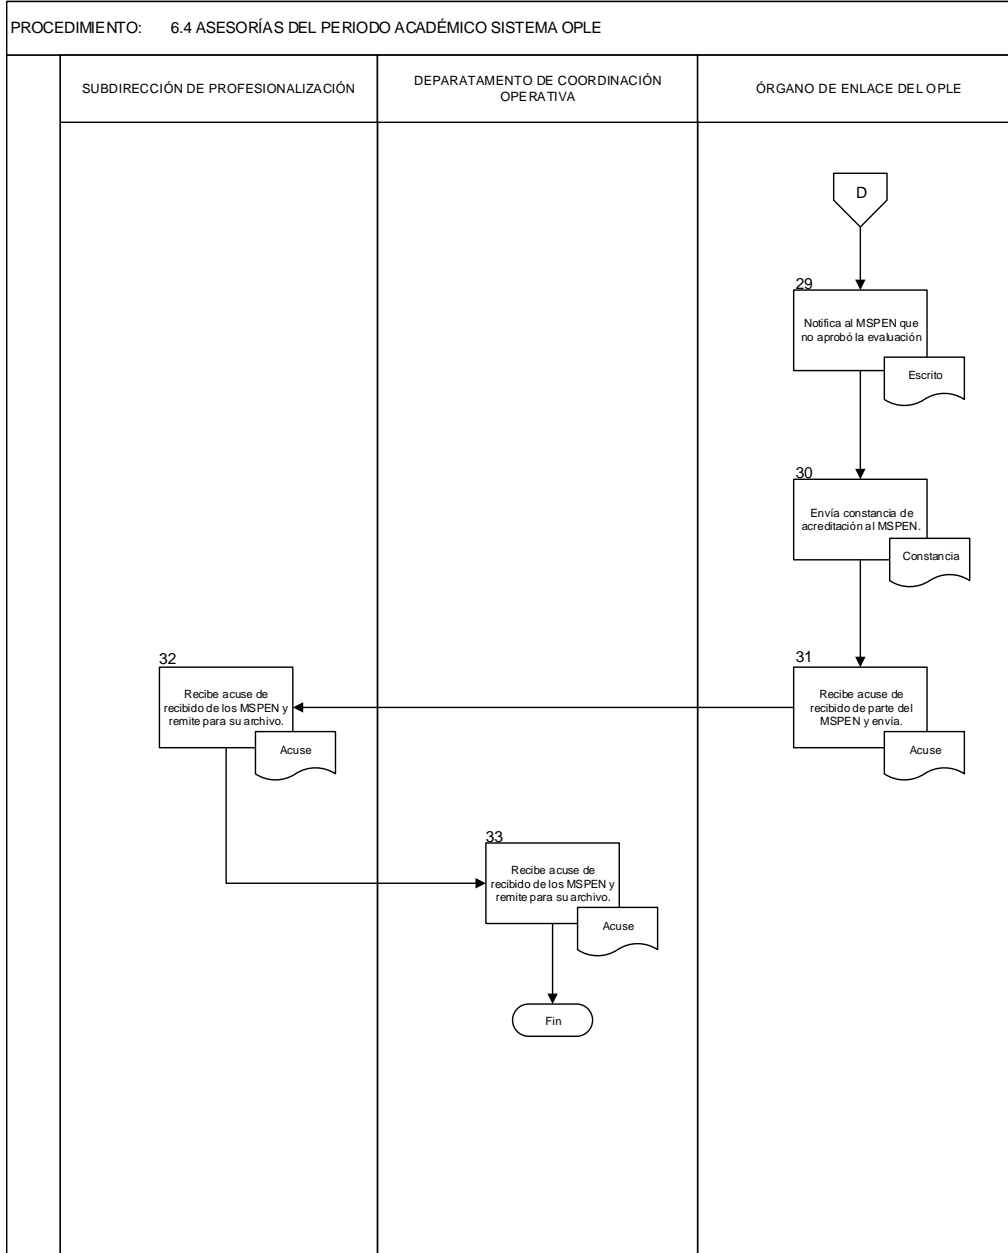 PROCEDIMIENTO: 6.4 ASESORÍAS DEL PERIODO ACADÉMICO SISTEMA OPLE
SUBDIRECCIÓN DE PROFESIONALIZACIÓN
DEPARATAMENTO DE COORDINACIÓN
OPERATIVA
ÓRGANO DE ENLACE DEL OPLE
D
29
Notifica al MSPEN que
no aprobó la evaluación
Escrito
30
Envía constancia de
acreditación al MSPEN.
Constancia
31
Recibe acuse de
recibido de parte del
MSPEN y envía.
Acuse
32
Recibe acuse de
recibido de los MSPEN y
remite para su archivo.
Acuse
33
Recibe acuse de
recibido de los MSPEN y
remite para su archivo.
Acuse
Fin